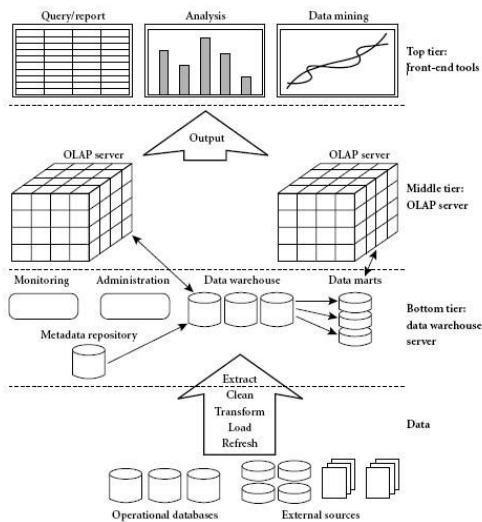 Query/report
Analysis
Data mining
Top tier:
front-end tools
Output
OLAP server
OLAP server
Middle tier:
OLAP server
Monitoring
Administration
Data warehouse
Data marts
Bottom tier:
data warehouse
server
Metadata repository
Extract
Clean
Transform
Load
Refresh
Data
Operational databases
External sources